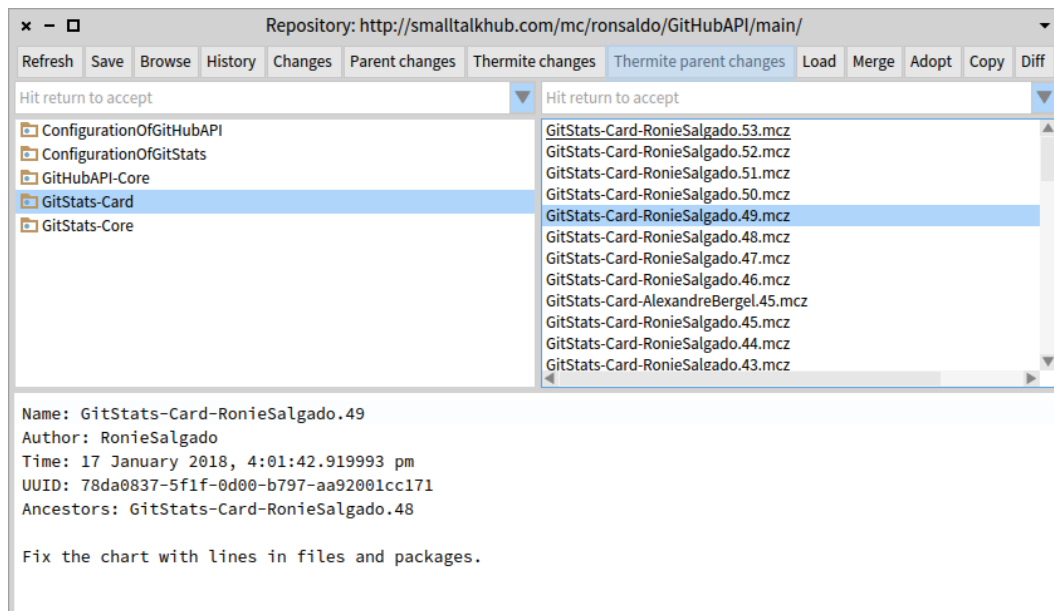 Repository: http://smalltalkhub.com/mc/ronsaldo/GitHubAPI/main/
Refresh Save Browse History Changes Parent changes Thermite changes Thermite parent changes Load Merge Adopt Copy Diff
Hit return to accept
Hit return to accept
ConfigurationOfGitHubAPI
ConfigurationOfGitStats
GitHubAPI-Core
GitStats-Card
GitStats-Core
GitStats-Card-RonieSalgado.53.mcz
GitStats-Card-RonieSalgado.52.mcz
GitStats-Card-RonieSalgado.51.mcz
GitStats-Card-RonieSalgado.50.mcz
GitStats-Card-RonieSalgado.49.mcz
GitStats-Card-RonieSalgado.48.mcz
GitStats-Card-RonieSalgado.47.mcz
GitStats-Card-RonieSalgado.46.mcz
GitStats-Card-AlexandreBergel.45.mcz
GitStats-Card-RonieSalgado.45.mcz
GitStats-Card-RonieSalgado.44.mcz
GitStats-Card-RonieSalgado.43.mcz
Name: GitStats-Card-RonieSalgado.49
Author: RonieSalgado
Time: 17 January 2018, 4:01:42.919993 pm
UUID: 78da0837-5f1f-0d00-b797-aa92001cc171
Ancestors: GitStats-Card-RonieSalgado.48
Fix the chart with lines in files and packages.